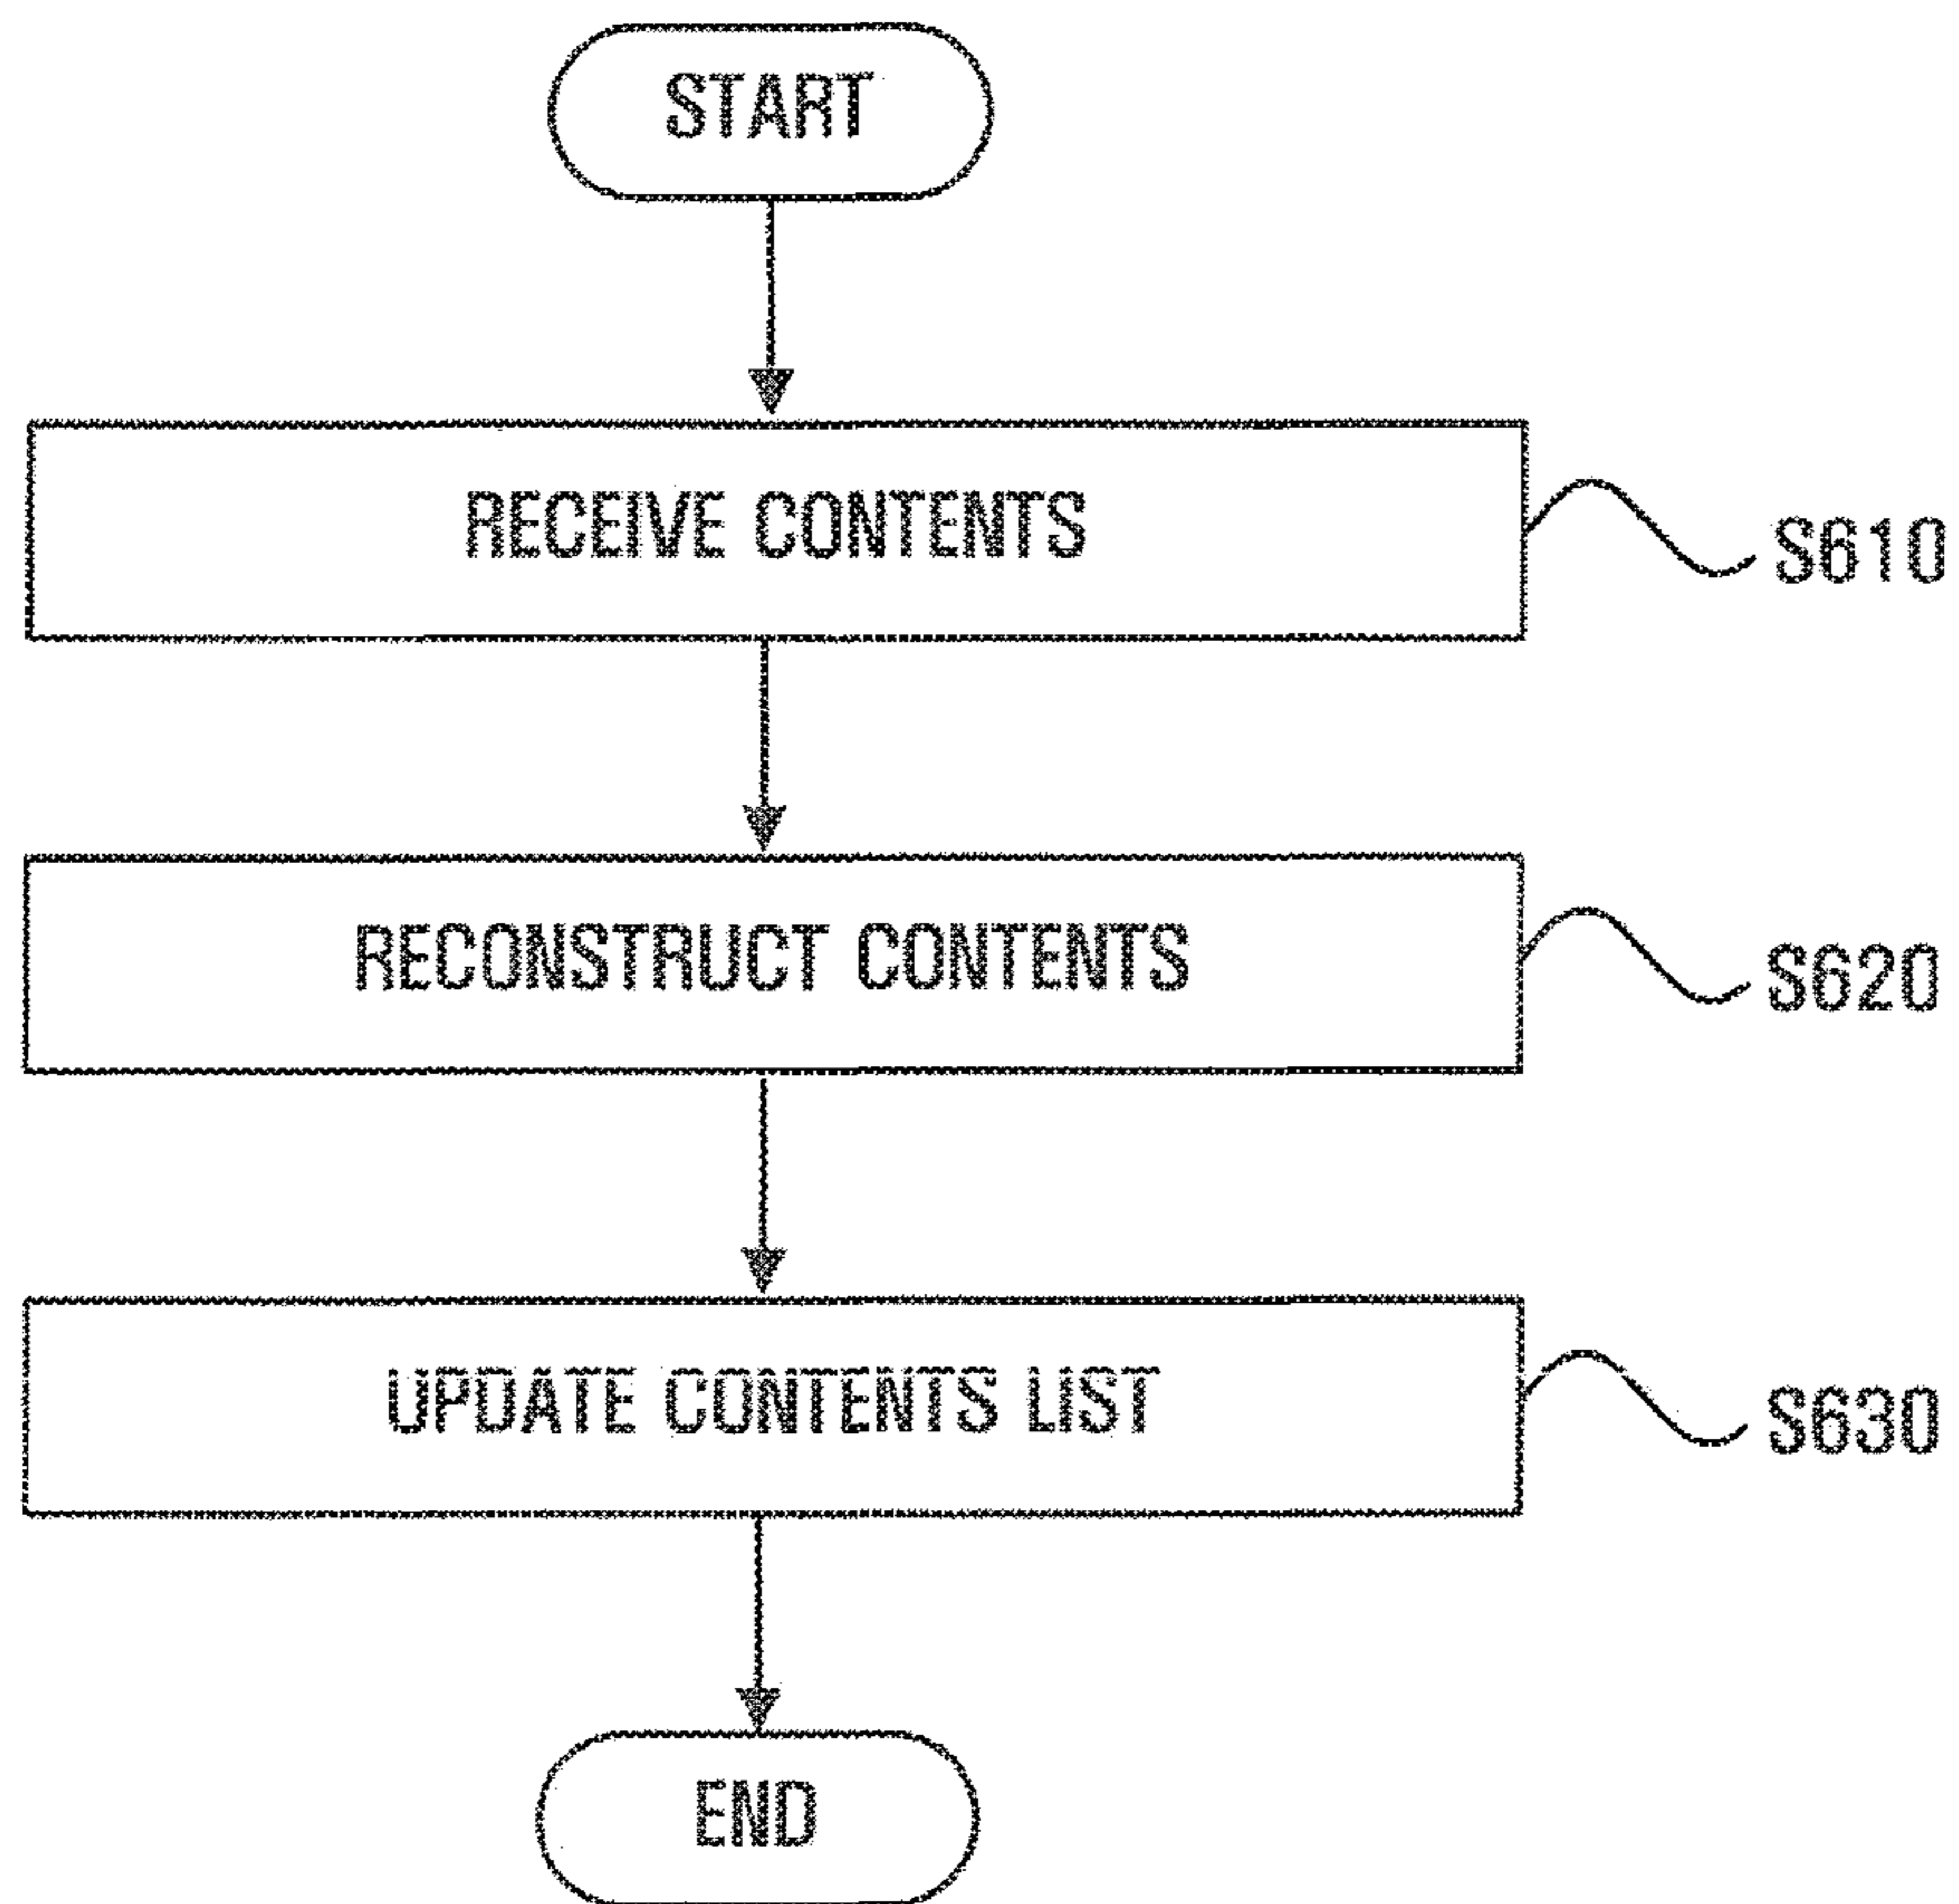 START
RECEIVE CONTENTS
S610
RECONSTRUCT CONTENTS
S620
UPDATE CONTENTS LIST
S630
END